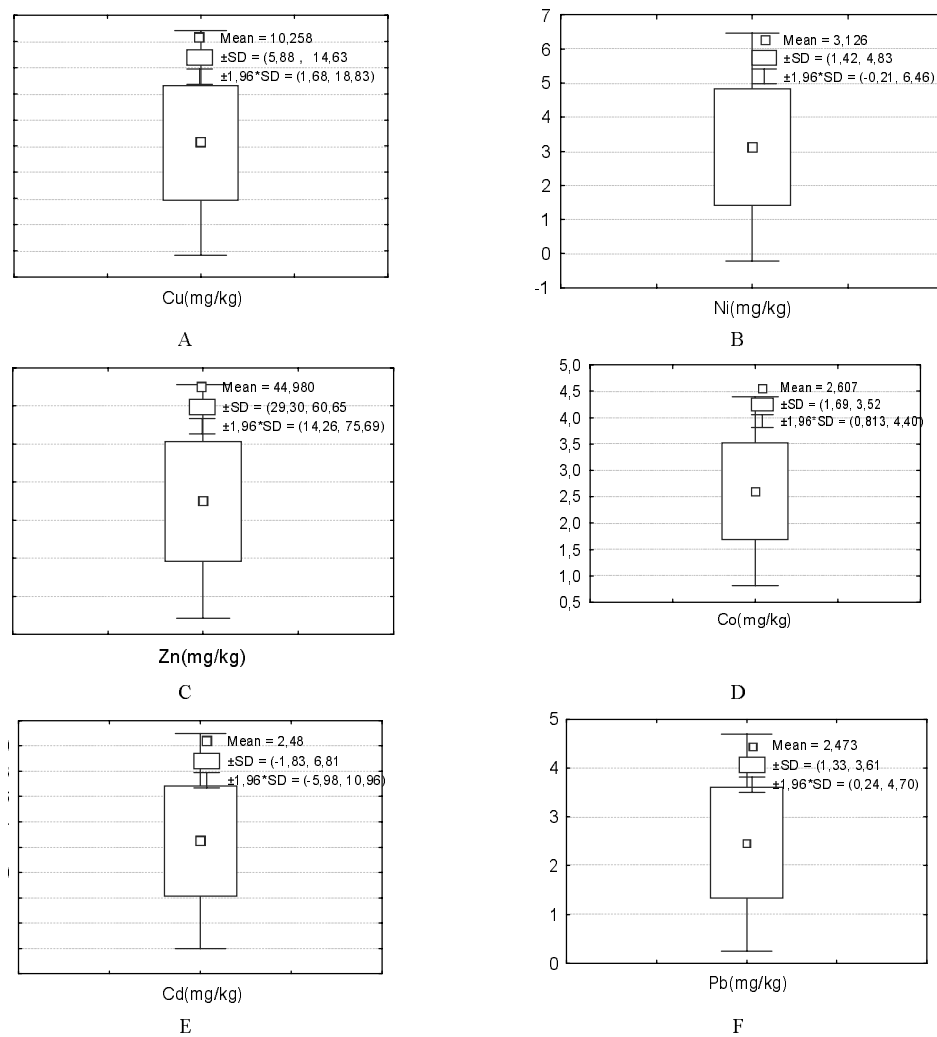 Mean = 10,258
±SD = (5,88 , 14,63
±1,96*SD = (1,68, 18,83)
Cu(mg/kg)
A
7
6
5
4
3
2
1
0
-1
Mean = 3,126
±SD = (1,42, 4,83
±1,96*SD = (-0,21, 6,46)
Ni(mg/kg)
B
Mean = 44,980
±SD = (29,30, 60,65
±1,96*SD = (14,26, 75,69)
Zn(mg/kg)
C
5,0
4,5
4,0
3,5
3,0
2,5
2,0
1,5
1,0
0,5
Mean = 2,607
±SD = (1,69, 3,52
±1,96*SD = (0,813, 4,40)
Co(mg/kg)
D
Mean = 2,48
±SD = (-1,83, 6,81
±1,96*SD = (-5,98, 10,96)
Cd(mg/kg)
E
5
4
3
2
1
0
Mean = 2,473
±SD = (1,33, 3,61
±1,96*SD = (0,24, 4,70)
Pb(mg/kg)
F